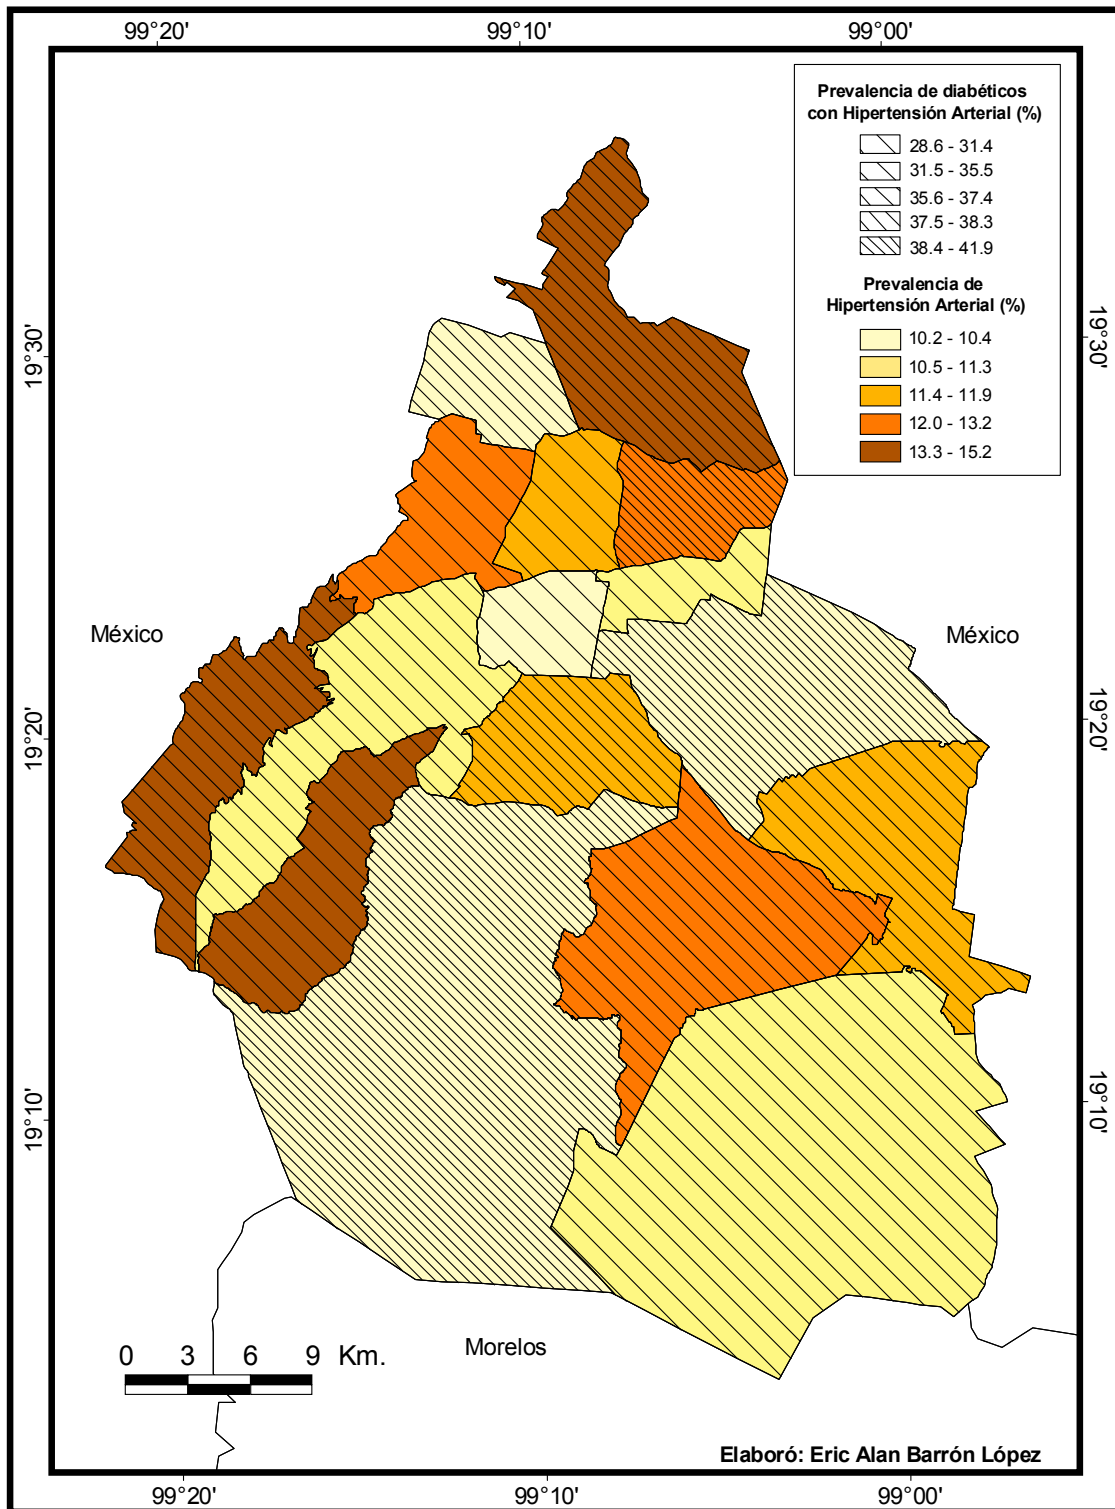 99°20'
99°10'
99°00'
Prevalencia de diabéticos
con Hipertensión Arterial (%)
28.6 - 31.4
31.5 - 35.5
35.6 - 37.4
37.5 - 38.3
38.4 - 41.9
Prevalencia de
Hipertensión Arterial (%)
10.2 - 10.4
10.5 - 11.3
11.4 - 11.9
12.0 - 13.2
13.3 - 15.2
19°30'
19°30'
México
México
19°20'
19°20'
19°10'
19°10'
Morelos
0 3 6 9 Km.
Elaboró: Eric Alan Barrón López
99°20'
99°10'
99°00'